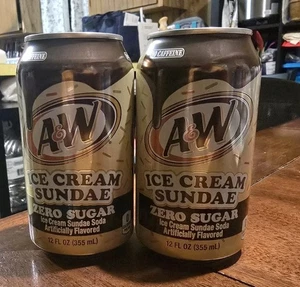 CAFFEINE
A&W
ICE CREAM
SUNDAE
ZERO SUGAR
Ice Cream Sundae Soda
Artificially Flavored
12 FL OZ (355 mL)
CAFFEINE
A&W
ICE CREAM
SUNDAE
ZERO SUGAR
Ice Cream Sundae Soda
Artificially Flavored
12 FL OZ (355 mL)